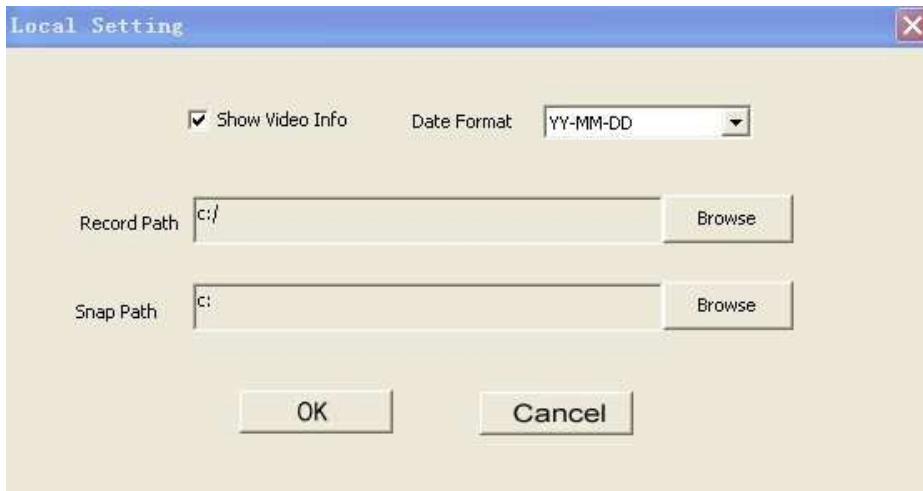 Local Setting
Show Video Info Date Format YY-MM-DD
Record Path c:/ Browse
Snap Path c: Browse
OK Cancel